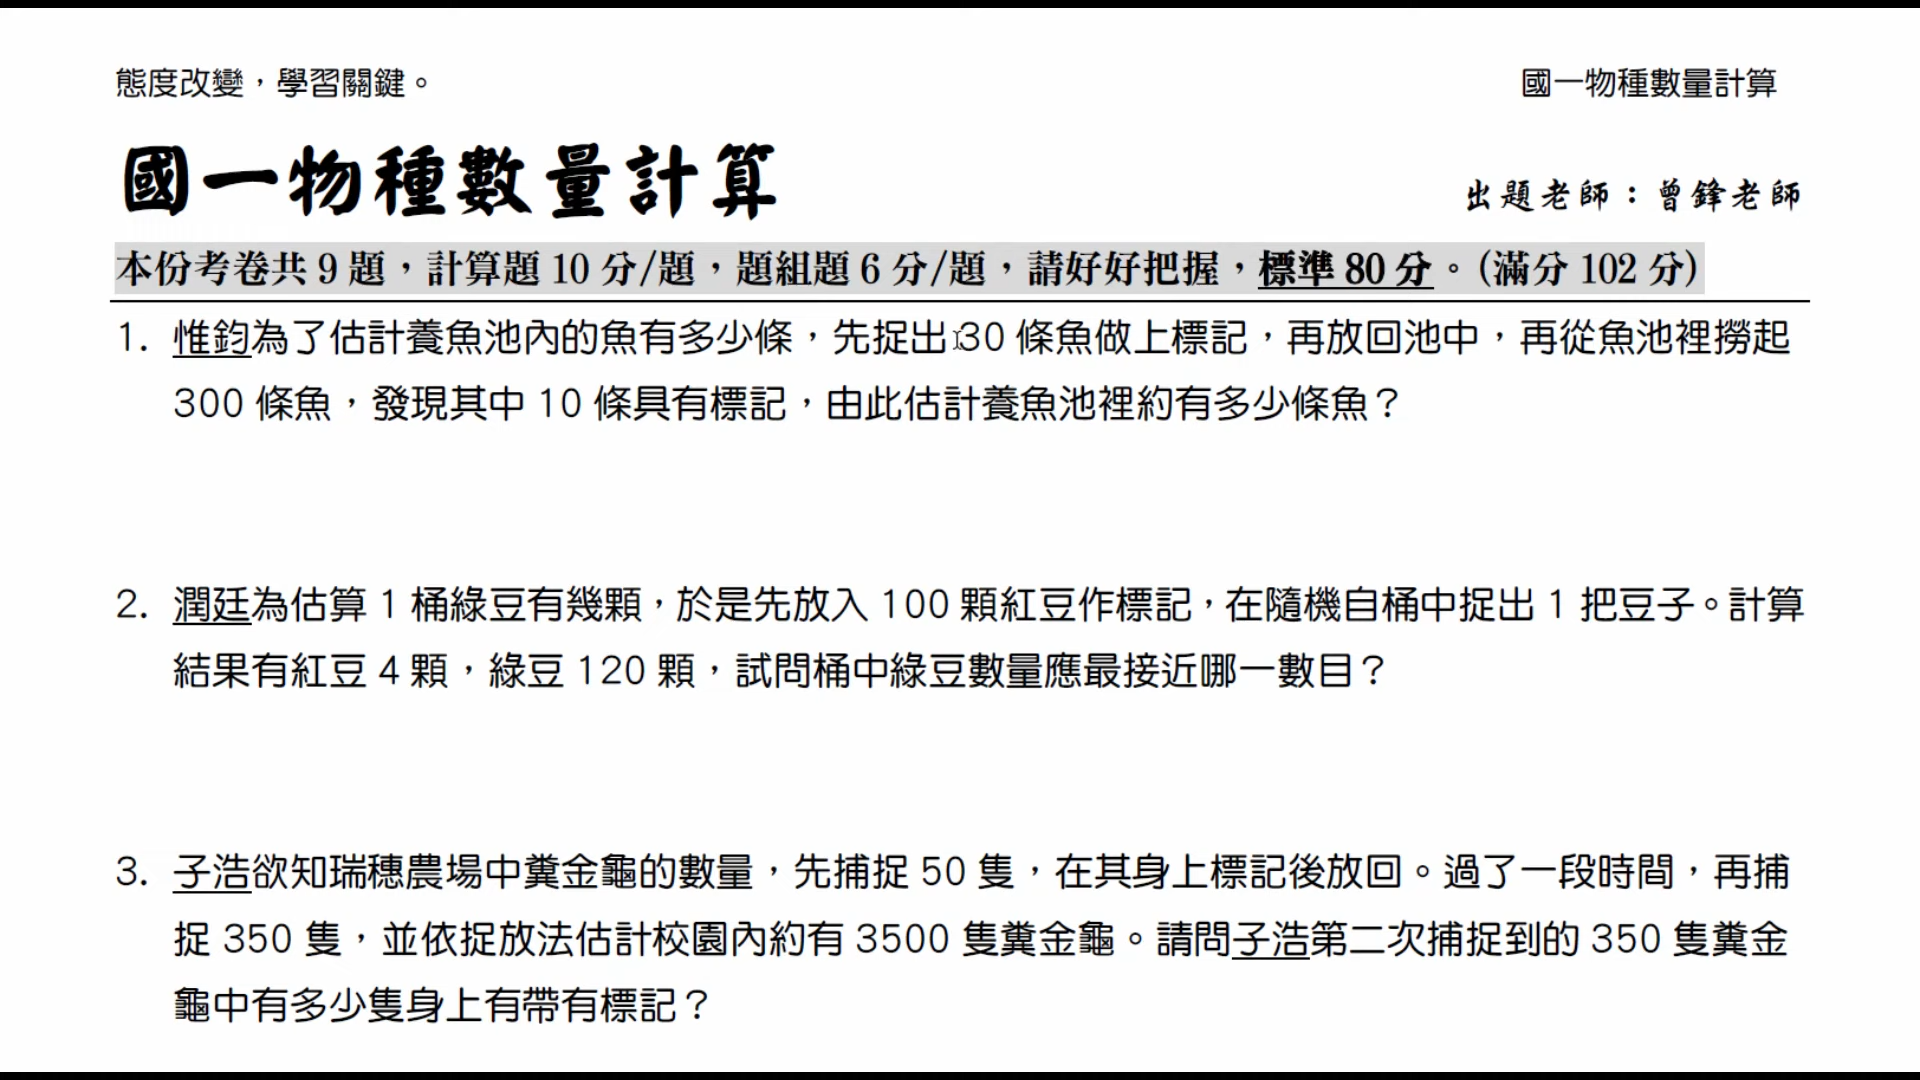 態度改變，學習關鍵。
國一物種數量計算
國一物種數量計算
出題老師：曾鋒老師
本份考卷共 9 題，計算題 10 分/題，題組題 6 分/題，請好好把握，標準 80 分。(滿分 102 分)
1. 惟鈞為了估計養魚池內的魚有多少條，先捉出 30 條魚做上標記，再放回池中，再從魚池裡撈起
300 條魚，發現其中 10 條具有標記，由此估計養魚池裡約有多少條魚？
2. 潤廷為估算 1 桶綠豆有幾顆，於是先放入 100 顆紅豆作標記，在隨機自桶中捉出 1 把豆子。計算
結果有紅豆 4 顆，綠豆 120 顆，試問桶中綠豆數量應最接近哪一數目？
3. 子浩欲知瑞穗農場中糞金龜的數量，先捕捉 50 隻，在其身上標記後放回。過了一段時間，再捕
捉 350 隻，並依捉放法估計校園內約有 3500 隻糞金龜。請問子浩第二次捕捉到的 350 隻糞金
龜中有多少隻身上有帶有標記？